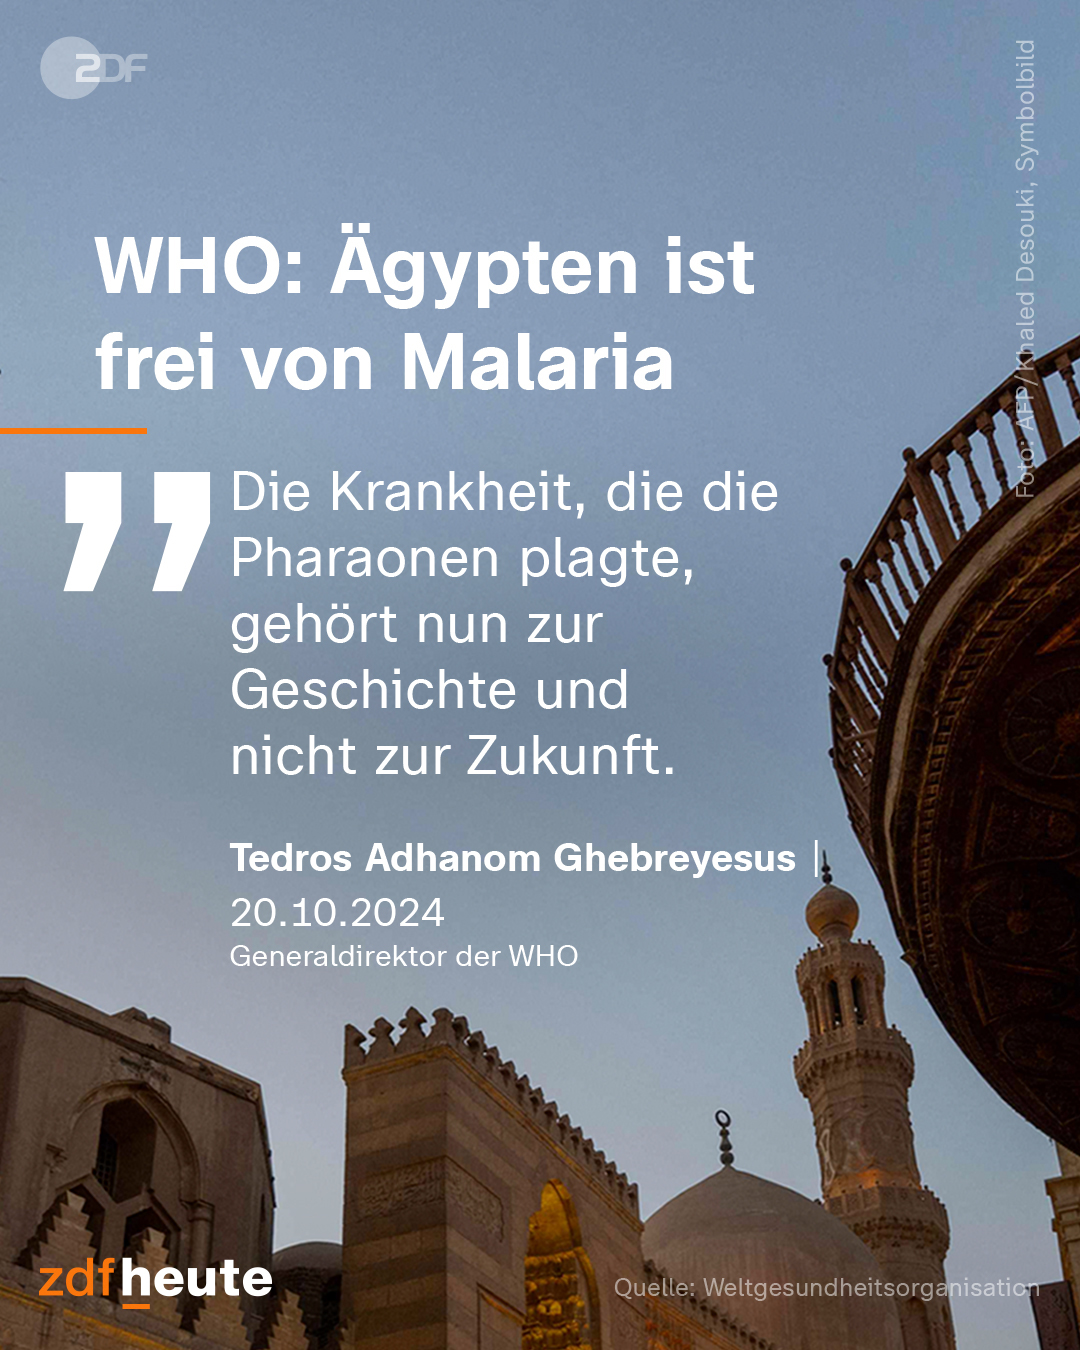 ZDF
Foto: AFP/Khaled Desouki, Symbolbild
WHO: Ägypten ist
frei von Malaria
” Die Krankheit, die die
Pharaonen plagte,
gehört nun zur
Geschichte und
nicht zur Zukunft.
Tedros Adhanom Ghebreyesus |
20.10.2024
Generaldirektor der WHO
zdfheute
Quelle: Weltgesundheitsorganisation